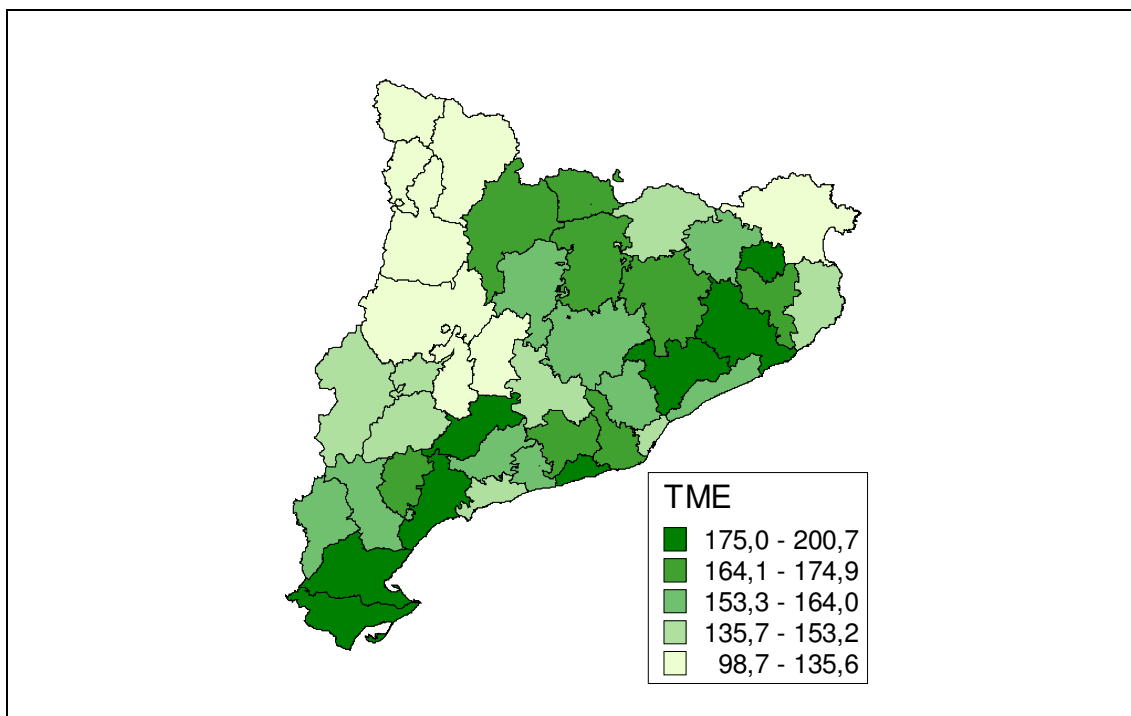 TME
175,0 - 200,7
164,1 - 174,9
153,3 - 164,0
135,7 - 153,2
98,7 - 135,6